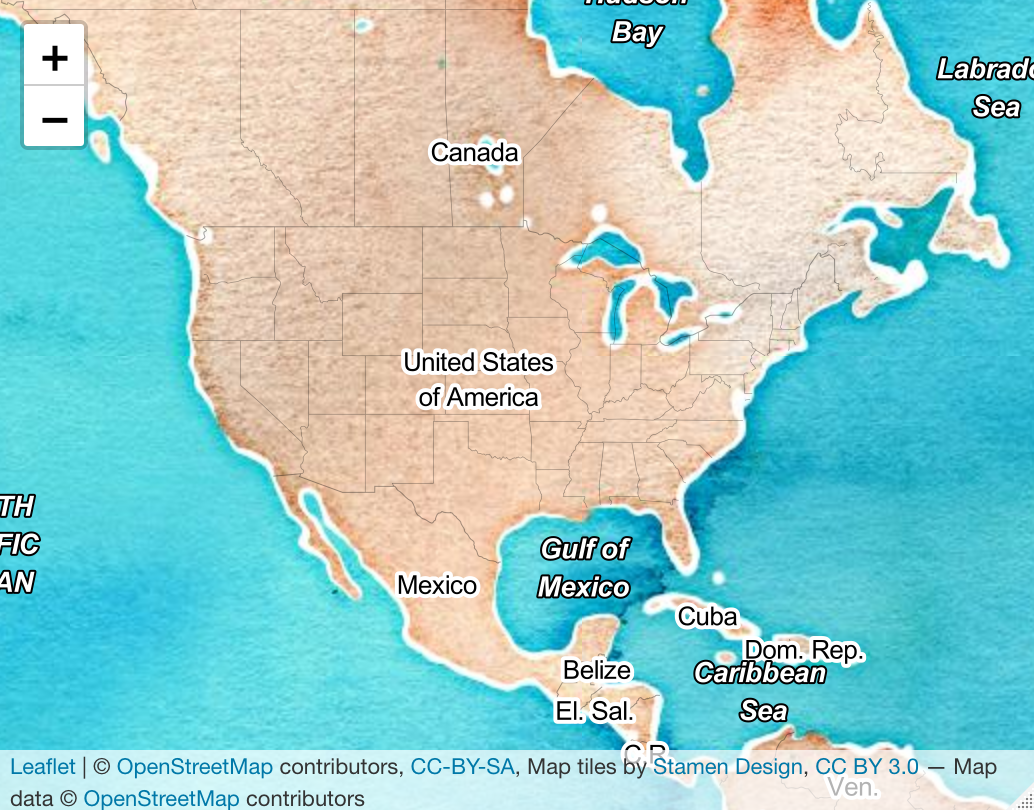 Hudson
Bay
+
−
Labrad
Sea
Canada
United States
of America
TH
FIC
AN
Gulf of
Mexico
Mexico
Cuba
Dom. Rep.
Belize
Caribbean
Sea
El. Sal.
C.R.
Ven.
Leaflet | © OpenStreetMap contributors, CC-BY-SA, Map tiles by Stamen Design, CC BY 3.0 — Map
data © OpenStreetMap contributors